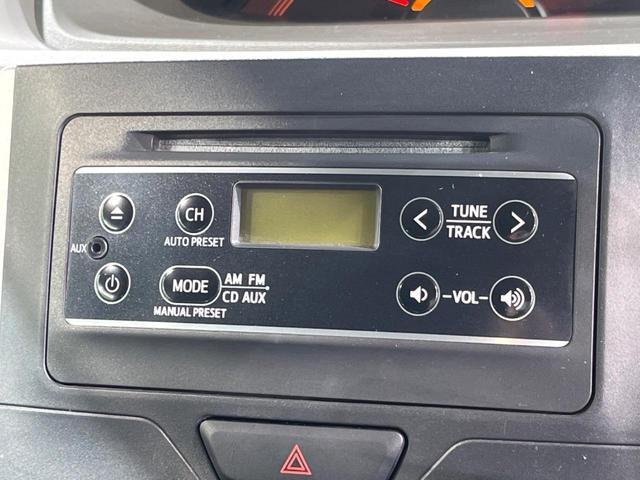 CH
AUTO PRESET
TUNE
TRACK
AUX
MODE
AM FM
CD AUX
MANUAL PRESET
VOL